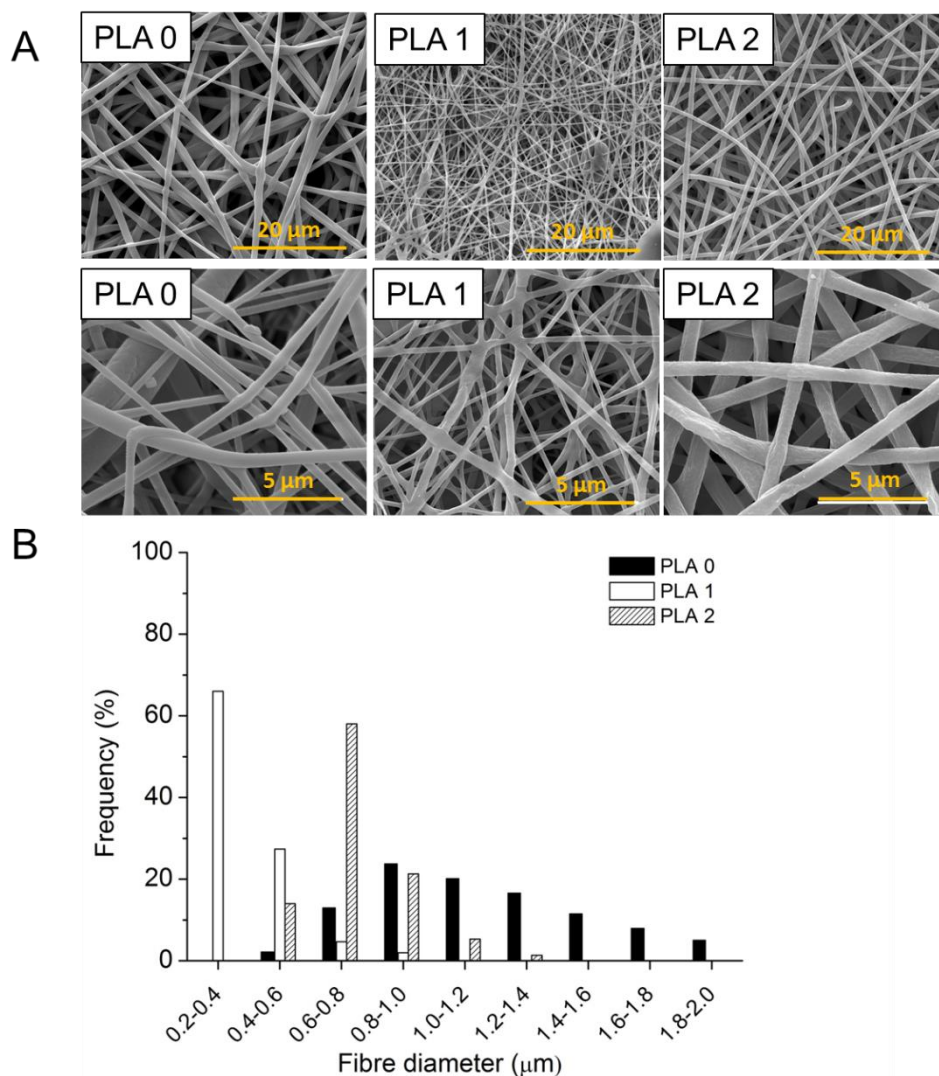 A
PLA 0
PLA 1
PLA 2
20 µm
20 µm
20 µm
PLA 0
PLA 1
PLA 2
5 µm
5 µm
5 µm
B
100
80
60
40
20
0
Frequency (%)
PLA 0
PLA 1
PLA 2
0.2-0.4
0.4-0.6
0.6-0.8
0.8-1.0
1.0-1.2
1.2-1.4
1.4-1.6
1.6-1.8
1.8-2.0
Fibre diameter (µm)